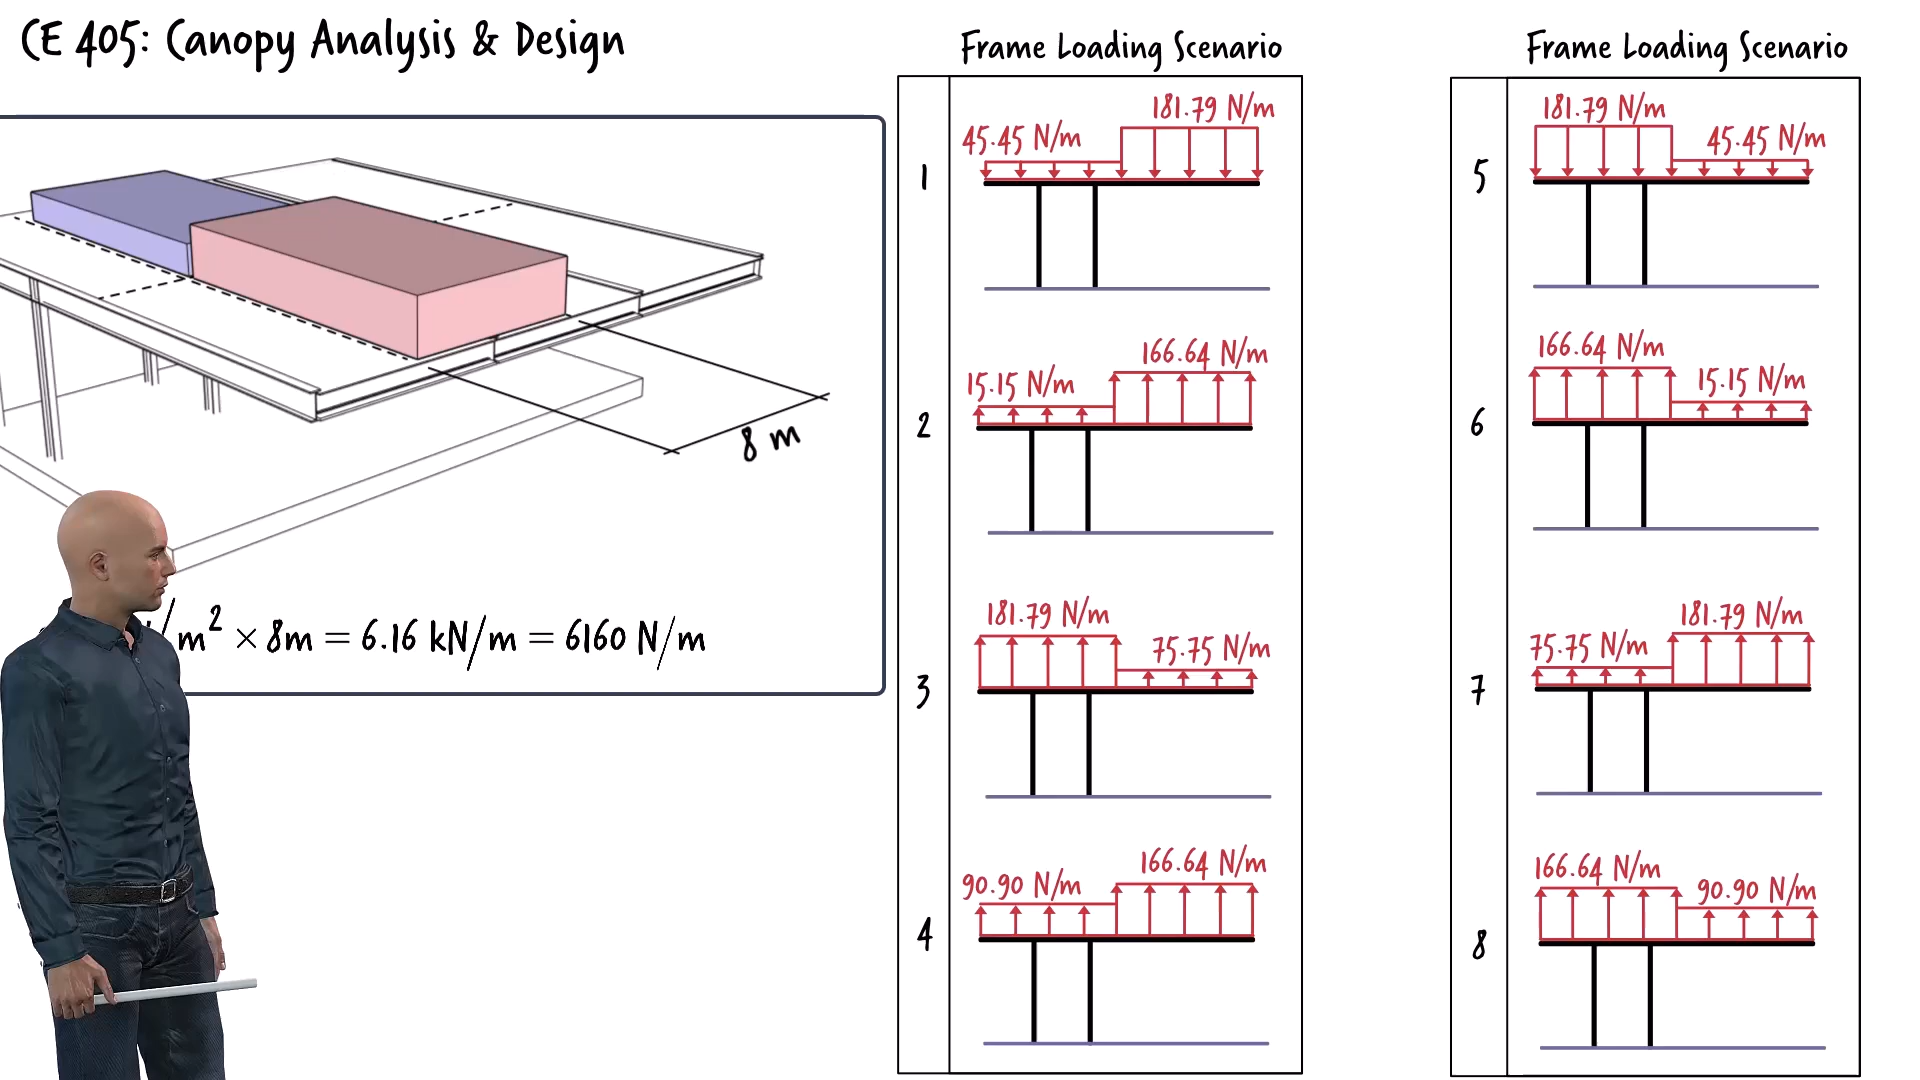 CE 405: Canopy Analysis & Design
8 m
/m² × 8m = 6.16 kN/m = 6160 N/m
Frame Loading Scenario
1
45.45 N/m
181.79 N/m
2
15.15 N/m
166.64 N/m
3
181.79 N/m
75.75 N/m
4
90.90 N/m
166.64 N/m
Frame Loading Scenario
5
181.79 N/m
45.45 N/m
6
166.64 N/m
15.15 N/m
7
75.75 N/m
181.79 N/m
8
166.64 N/m
90.90 N/m